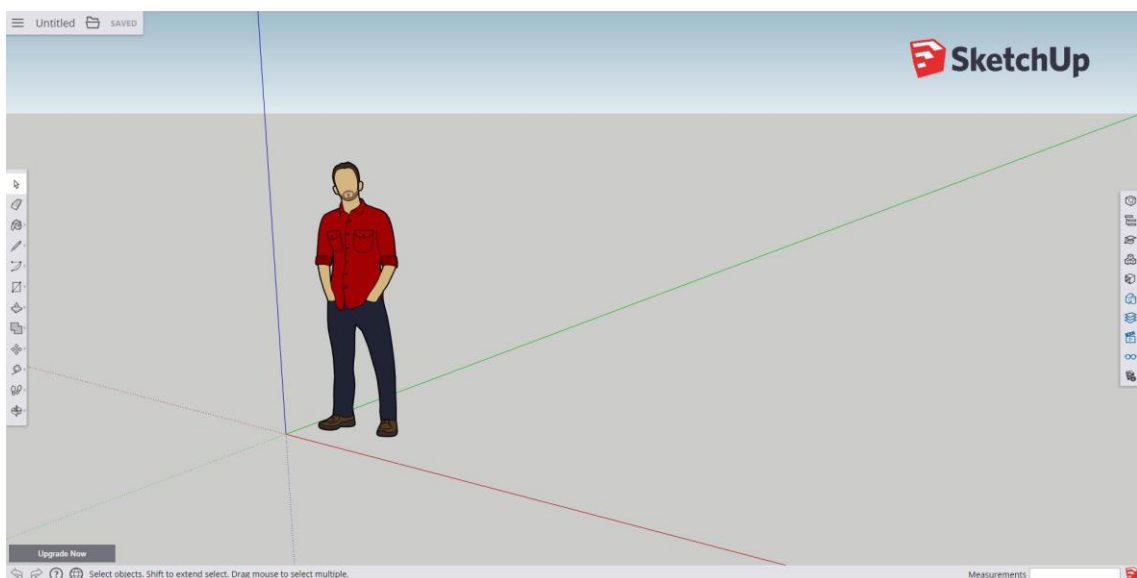 Untitled SAVED
SketchUp
Upgrade Now
Select objects. Shift to extend select. Drag mouse to select multiple.
Measurements